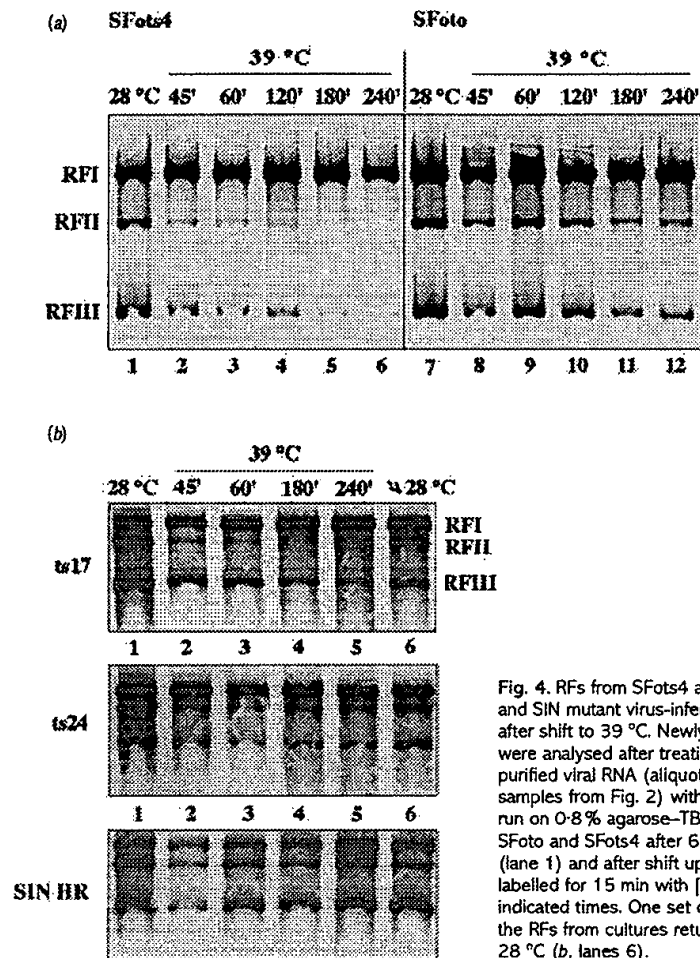 (a) SFots4 SFoto
39 °C 39 °C
28 °C 45' 60' 120' 180' 240' 28 °C 45' 60' 120' 180' 240'
RFI
RFII
RFIII
1 2 3 4 5 6 7 8 9 10 11 12
(b)
39 °C
28 °C 45' 60' 180' 240' 28 °C
RFI
RFII
ts17
RFIII
1 2 3 4 5 6
ts24
1 2 3 4 5 6
SIN HR
Fig. 4. RFs from SFots4 a
and SIN mutant virus-infe
after shift to 39 °C. Newly
were analysed after treati
purified viral RNA (aliquot
samples from Fig. 2) with
run on 0·8% agarose–TB
SFoto and SFots4 after 6
(lane 1) and after shift up
labelled for 15 min with [
indicated times. One set o
the RFs from cultures retu
28 °C (b, lanes 6).